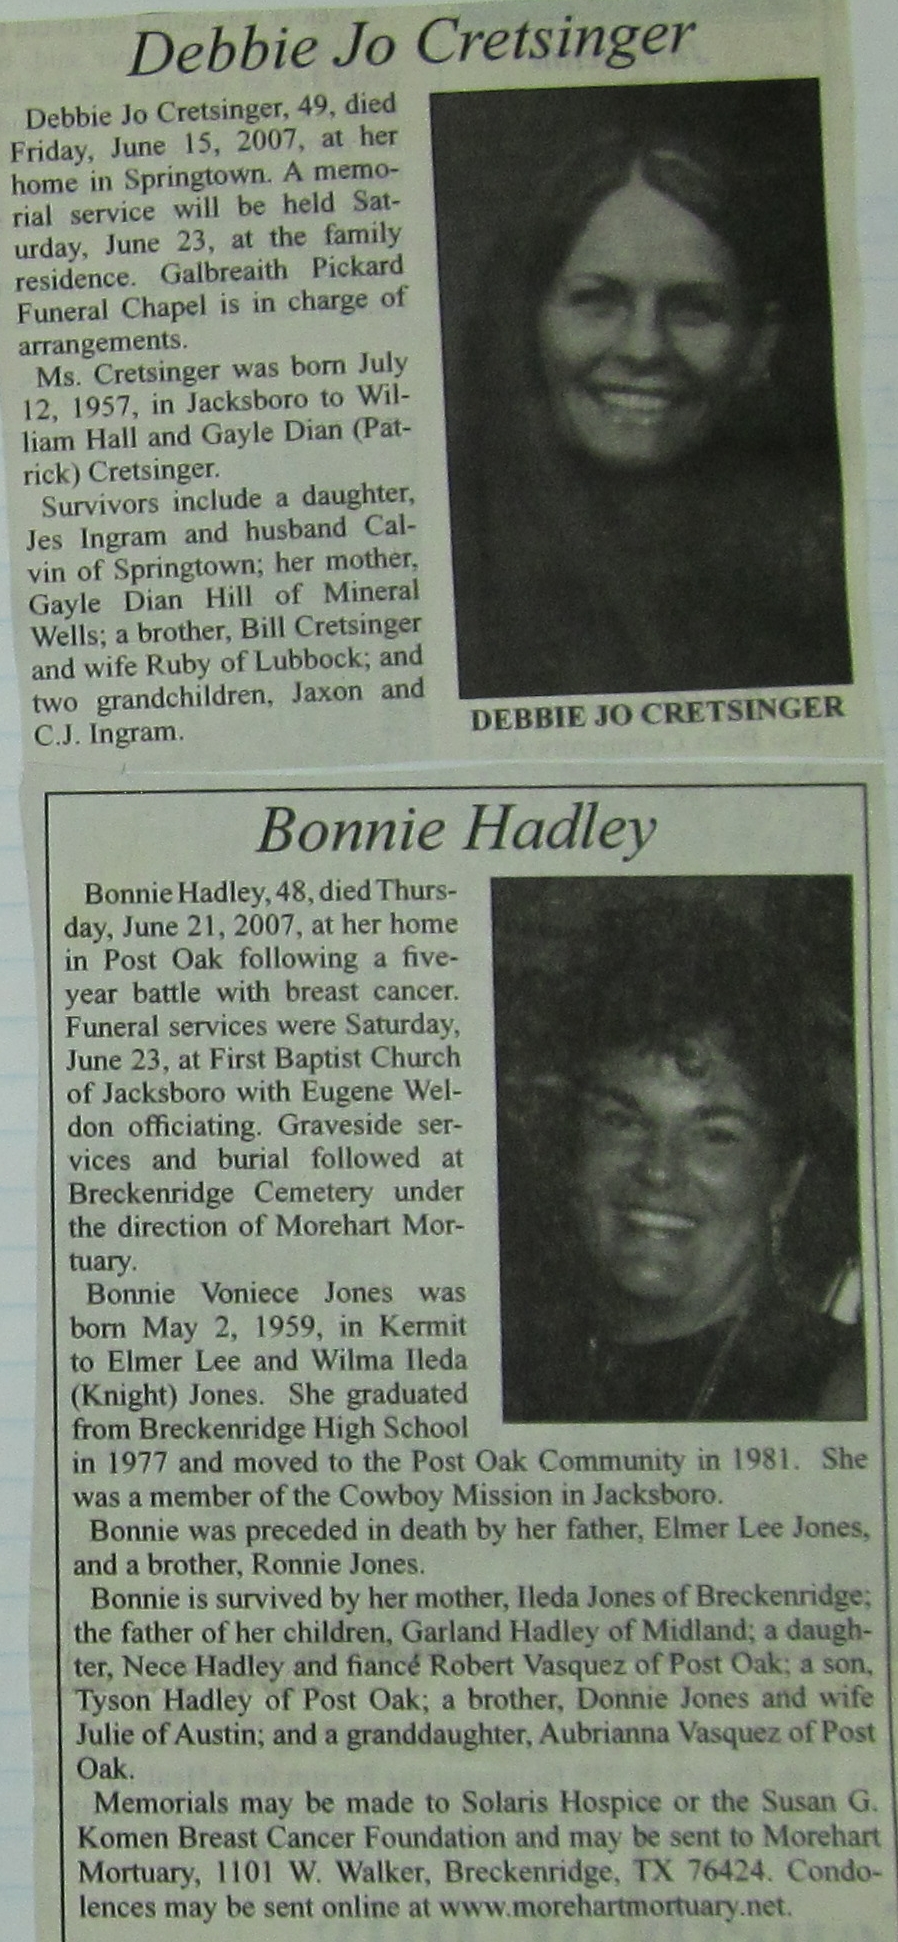 Debbie Jo Cretsinger
Debbie Jo Cretsinger, 49, died
Friday, June 15, 2007, at her
home in Springtown. A memo-
rial service will be held Sat-
urday, June 23, at the family
residence. Galbreaith Pickard
Funeral Chapel is in charge of
arrangements.
Ms. Cretsinger was born July
12, 1957, in Jacksboro to Wil-
liam Hall and Gayle Dian (Pat-
rick) Cretsinger.
Survivors include a daughter,
Jes Ingram and husband Cal-
vin of Springtown; her mother,
Gayle Dian Hill of Mineral
Wells; a brother, Bill Cretsinger
and wife Ruby of Lubbock; and
two grandchildren, Jaxon and
C.J. Ingram.
DEBBIE JO CRETSINGER
Bonnie Hadley
Bonnie Hadley, 48, died Thurs-
day, June 21, 2007, at her home
in Post Oak following a five-
year battle with breast cancer.
Funeral services were Saturday,
June 23, at First Baptist Church
of Jacksboro with Eugene Wel-
don officiating. Graveside ser-
vices and burial followed at
Breckenridge Cemetery under
the direction of Morehart Mor-
tuary.
Bonnie Voniece Jones was
born May 2, 1959, in Kermit
to Elmer Lee and Wilma Ileda
(Knight) Jones. She graduated
from Breckenridge High School
in 1977 and moved to the Post Oak Community in 1981. She
was a member of the Cowboy Mission in Jacksboro.
Bonnie was preceded in death by her father, Elmer Lee Jones,
and a brother, Ronnie Jones.
Bonnie is survived by her mother, Ileda Jones of Breckenridge;
the father of her children, Garland Hadley of Midland; a daugh-
ter, Nece Hadley and fiancé Robert Vasquez of Post Oak; a son,
Tyson Hadley of Post Oak; a brother, Donnie Jones and wife
Julie of Austin; and a granddaughter, Aubrianna Vasquez of Post
Oak.
Memorials may be made to Solaris Hospice or the Susan G.
Komen Breast Cancer Foundation and may be sent to Morehart
Mortuary, 1101 W. Walker, Breckenridge, TX 76424. Condo-
lences may be sent online at www.morehartmortuary.net.